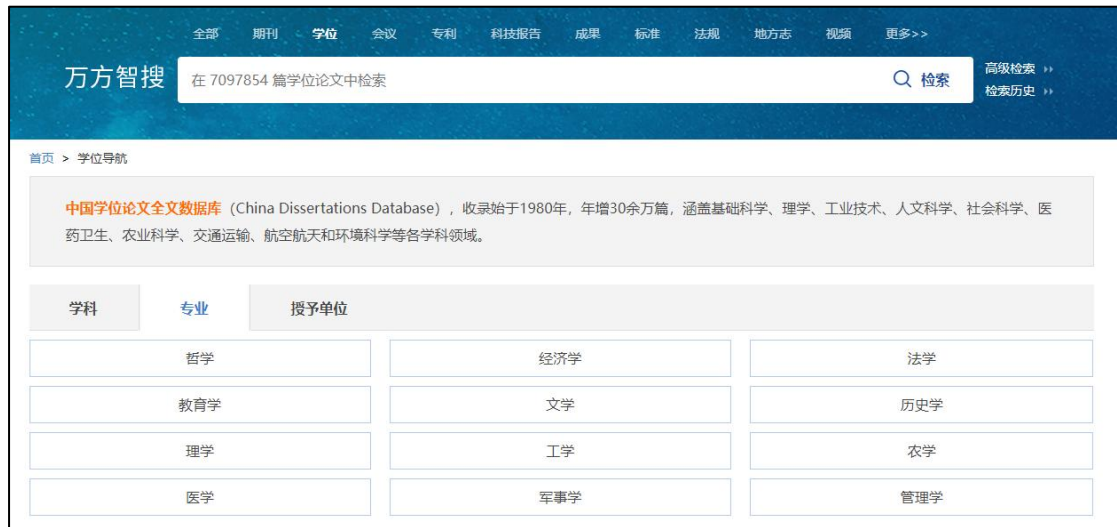 全部 期刊 学位 会议 专利 科技报告 成果 标准 法规 地方志 视频 更多>>
万方智搜 在 7097854 篇学位论文中检索 检索 高级检索
检索历史
首页 > 学位导航
中国学位论文全文数据库（China Dissertations Database），收录始于1980年，年增30余万篇，涵盖基础科学、理学、工业技术、人文科学、社会科学、医
药卫生、农业科学、交通运输、航空航天和环境科学等各学科领域。
学科 专业 授予单位
哲学 经济学 法学
教育学 文学 历史学
理学 工学 农学
医学 军事学 管理学